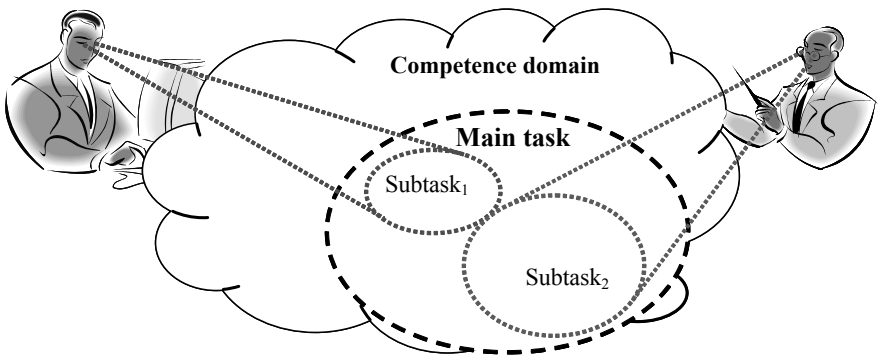 Competence domain
Main task
Subtask₁
Subtask₂